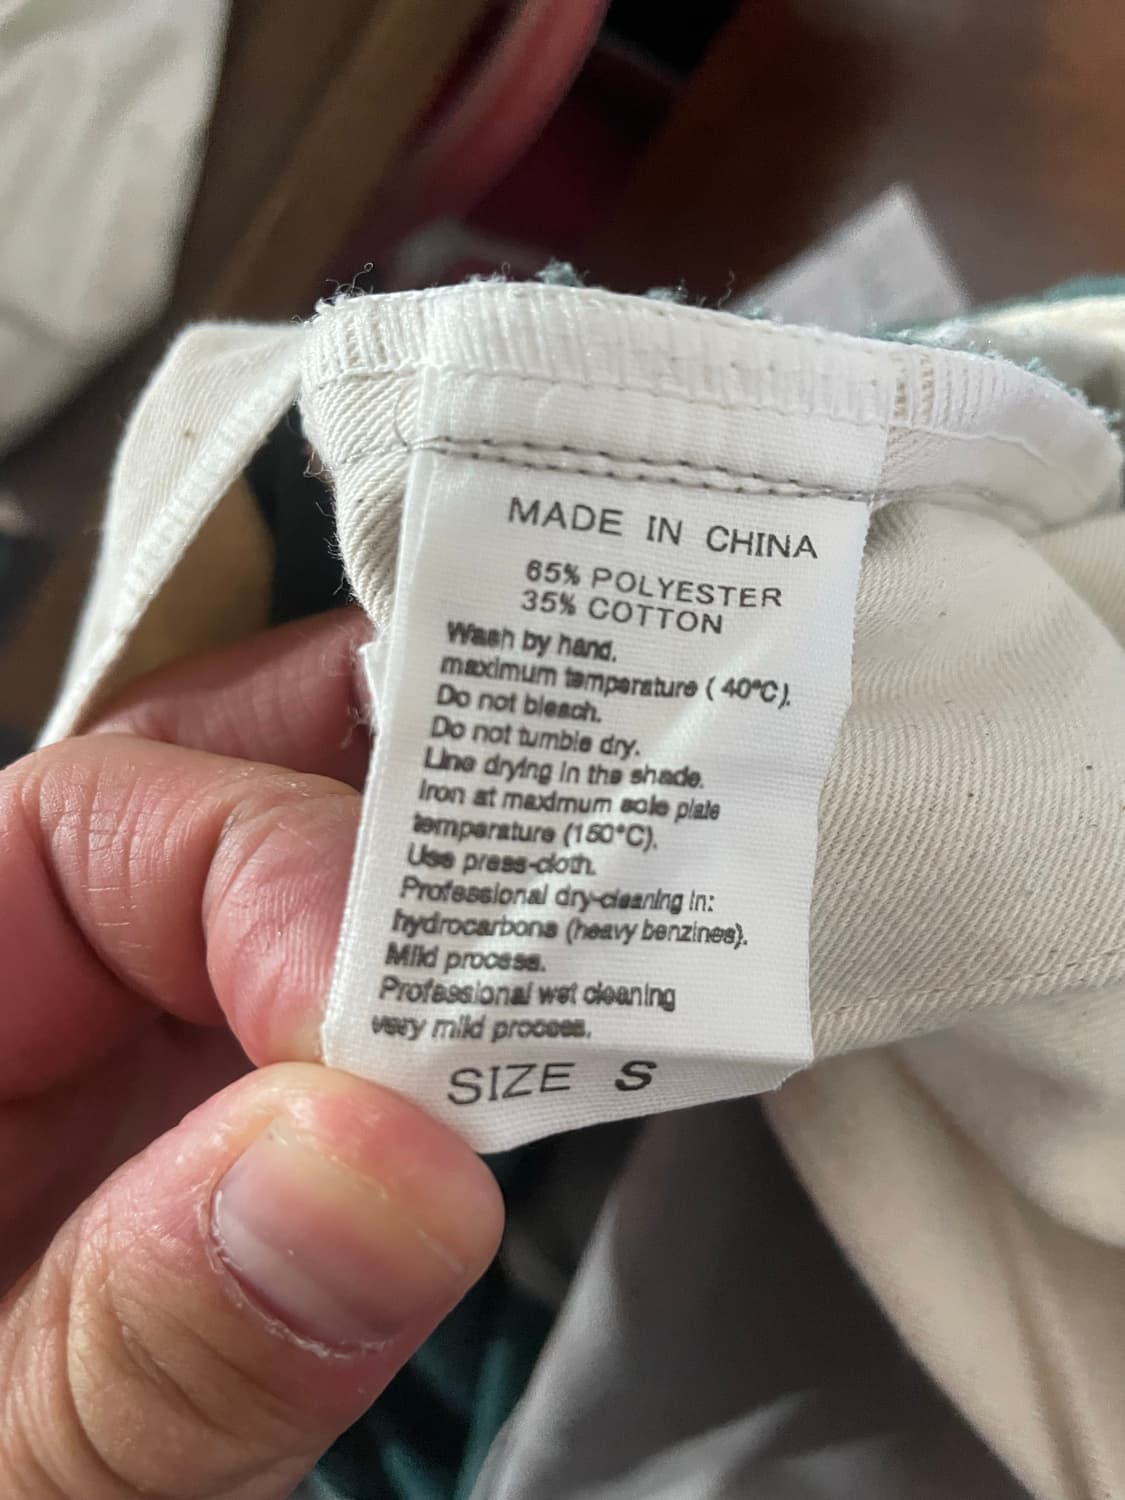 MADE IN CHINA
65% POLYESTER
35% COTTON
Wash by hand.
maximum temperature ( 40°C).
Do not bleach.
Do not tumble dry.
Line drying in the shade.
Iron at maximum sole plate
temperature (150°C).
Use press-cloth.
Professional dry-cleaning in:
hydrocarbons (heavy benzines).
Mild process.
Professional wet cleaning
very mild process.
SIZE S